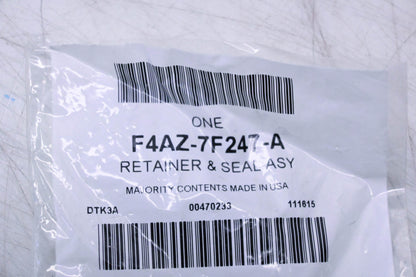 ONE
F4AZ-7F247-A
RETAINER & SEAL ASY
MAJORITY CONTENTS MADE IN USA
DTK3A 00470233 111615